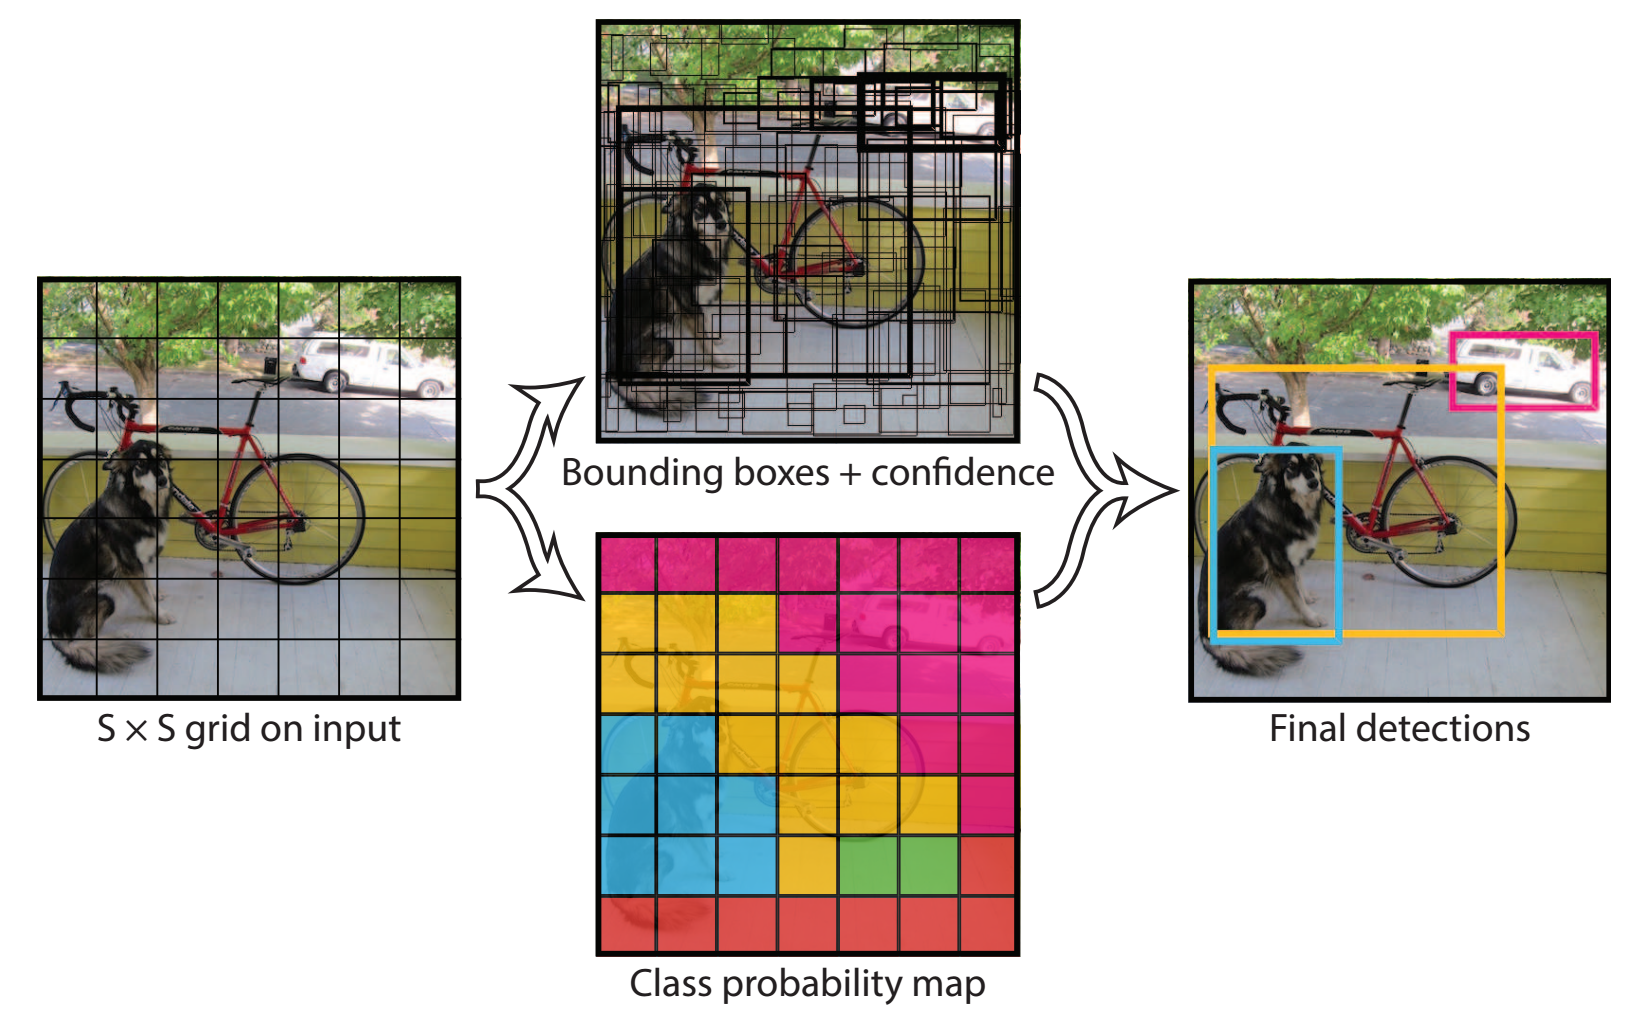 S × S grid on input
Bounding boxes + confidence
Class probability map
Final detections